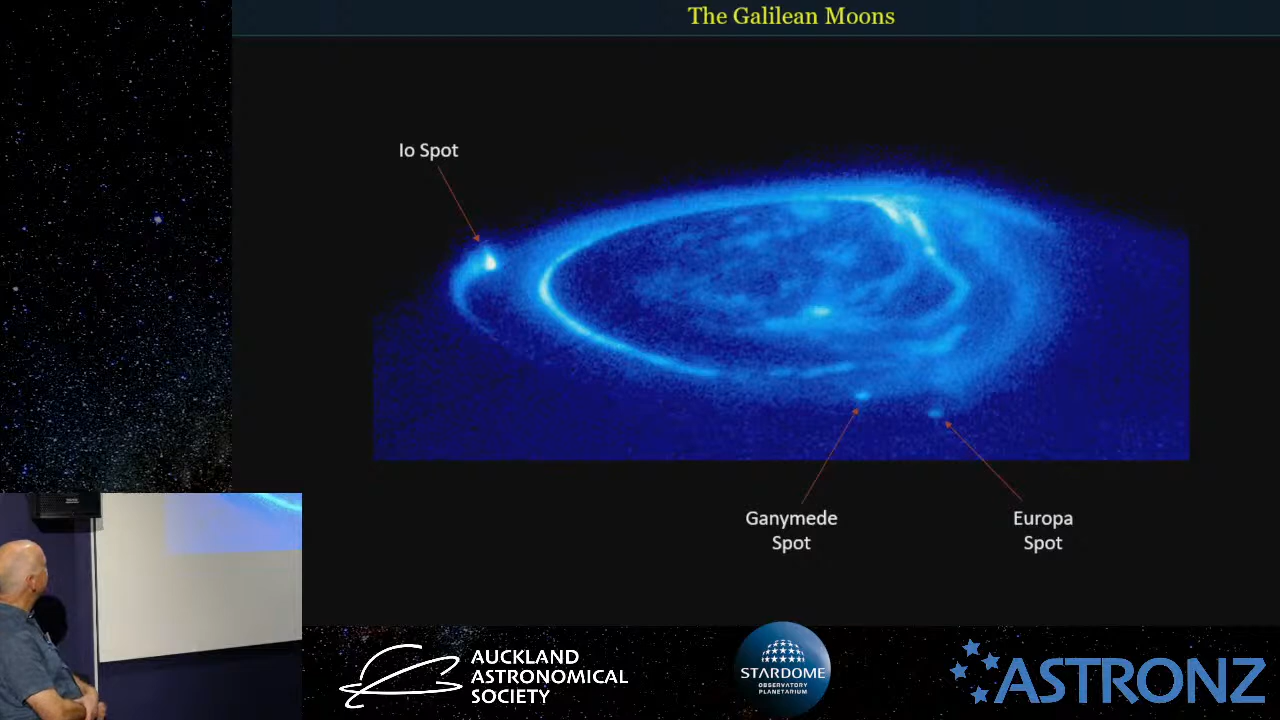 The Galilean Moons
Io Spot
Ganymede
Spot
Europa
Spot
AUCKLAND
ASTRONOMICAL
SOCIETY
STARDOME
OBSERVATORY
PLANETARIUM
ASTRONZ